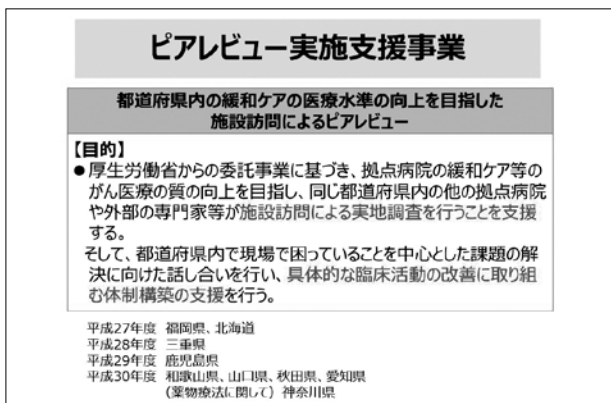 ピアレビュー実施支援事業
都道府県内の緩和ケアの医療水準の向上を目指した
施設訪問によるピアレビュー
【目的】
●厚生労働省からの委託事業に基づき、拠点病院の緩和ケア等の
がん医療の質の向上を目指し、同じ都道府県内の他の拠点病院
や外部の専門家等が施設訪問による実地調査を行うことを支援
する。
そして、都道府県内で現場で困っていることを中心とした課題の解
決に向けた話し合いを行い、具体的な臨床活動の改善に取り組
む体制構築の支援を行う。
平成27年度 福岡県、北海道
平成28年度 三重県
平成29年度 鹿児島県
平成30年度 和歌山県、山口県、秋田県、愛知県
(薬物療法に関して) 神奈川県